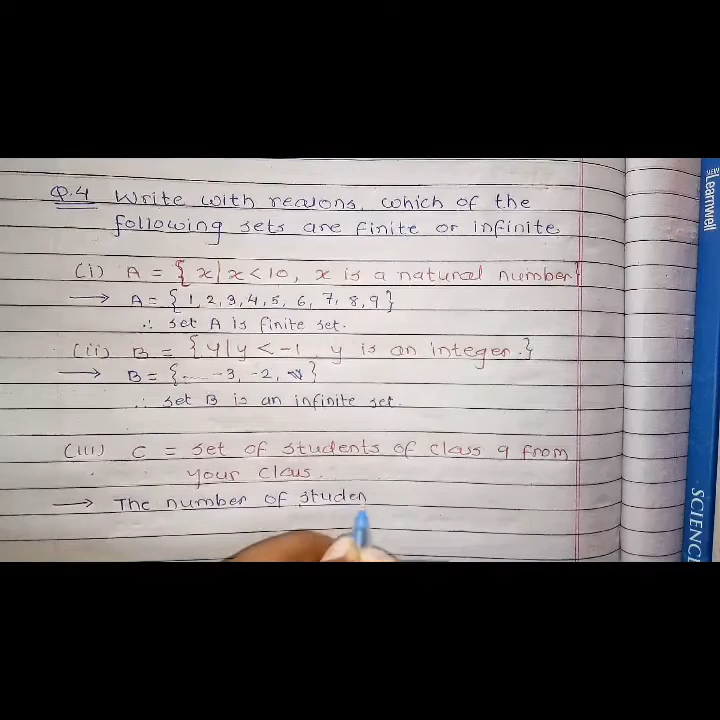 Q.4 Write with reasons, which of the
following sets are finite or infinite.
(i) A = { x | x < 10, x is a natural number}
→ A = { 1, 2, 3, 4, 5, 6, 7, 8, 9 }
∴ set A is finite set.
(ii) B = { y | y < -1 y is an integer.}
→ B = {..... -3, -2, }
∴ set B is an infinite set.
(iii) C = set of students of class 9 from
your class.
→ The number of studen
NEW
Learnwell
SCIENCE